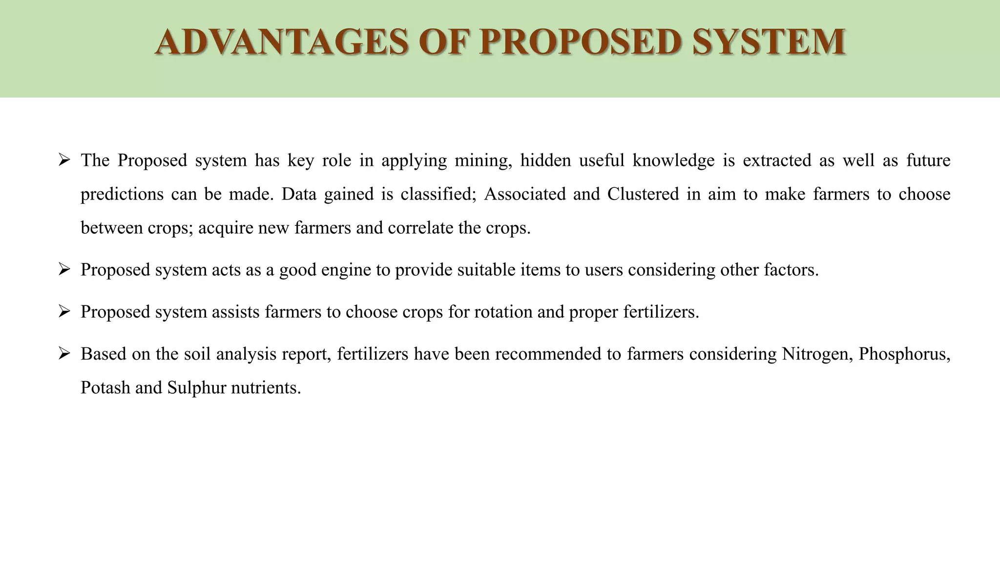 ADVANTAGES OF PROPOSED SYSTEM
➢ The Proposed system has key role in applying mining, hidden useful knowledge is extracted as well as future
predictions can be made. Data gained is classified; Associated and Clustered in aim to make farmers to choose
between crops; acquire new farmers and correlate the crops.
➢ Proposed system acts as a good engine to provide suitable items to users considering other factors.
➢ Proposed system assists farmers to choose crops for rotation and proper fertilizers.
➢ Based on the soil analysis report, fertilizers have been recommended to farmers considering Nitrogen, Phosphorus,
Potash and Sulphur nutrients.